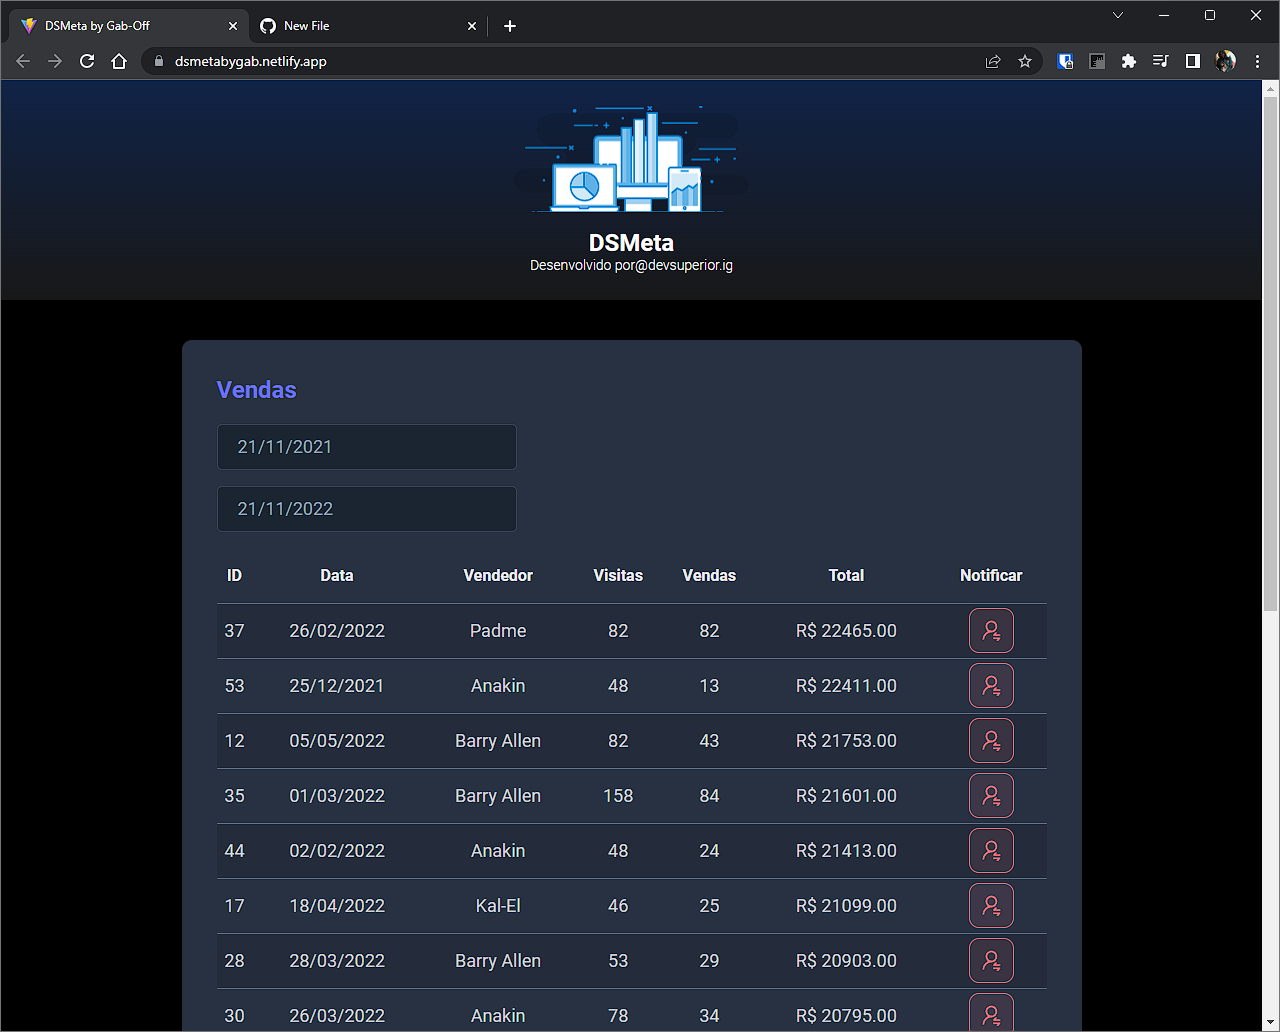 DSMeta by Gab-Off
New File
dsmetabygab.netlify.app
DSMeta
Desenvolvido por@devsuperior.ig
Vendas
21/11/2021
21/11/2022
ID Data Vendedor Visitas Vendas Total Notificar
37 26/02/2022 Padme 82 82 R$ 22465.00
53 25/12/2021 Anakin 48 13 R$ 22411.00
12 05/05/2022 Barry Allen 82 43 R$ 21753.00
35 01/03/2022 Barry Allen 158 84 R$ 21601.00
44 02/02/2022 Anakin 48 24 R$ 21413.00
17 18/04/2022 Kal-El 46 25 R$ 21099.00
28 28/03/2022 Barry Allen 53 29 R$ 20903.00
30 26/03/2022 Anakin 78 34 R$ 20795.00